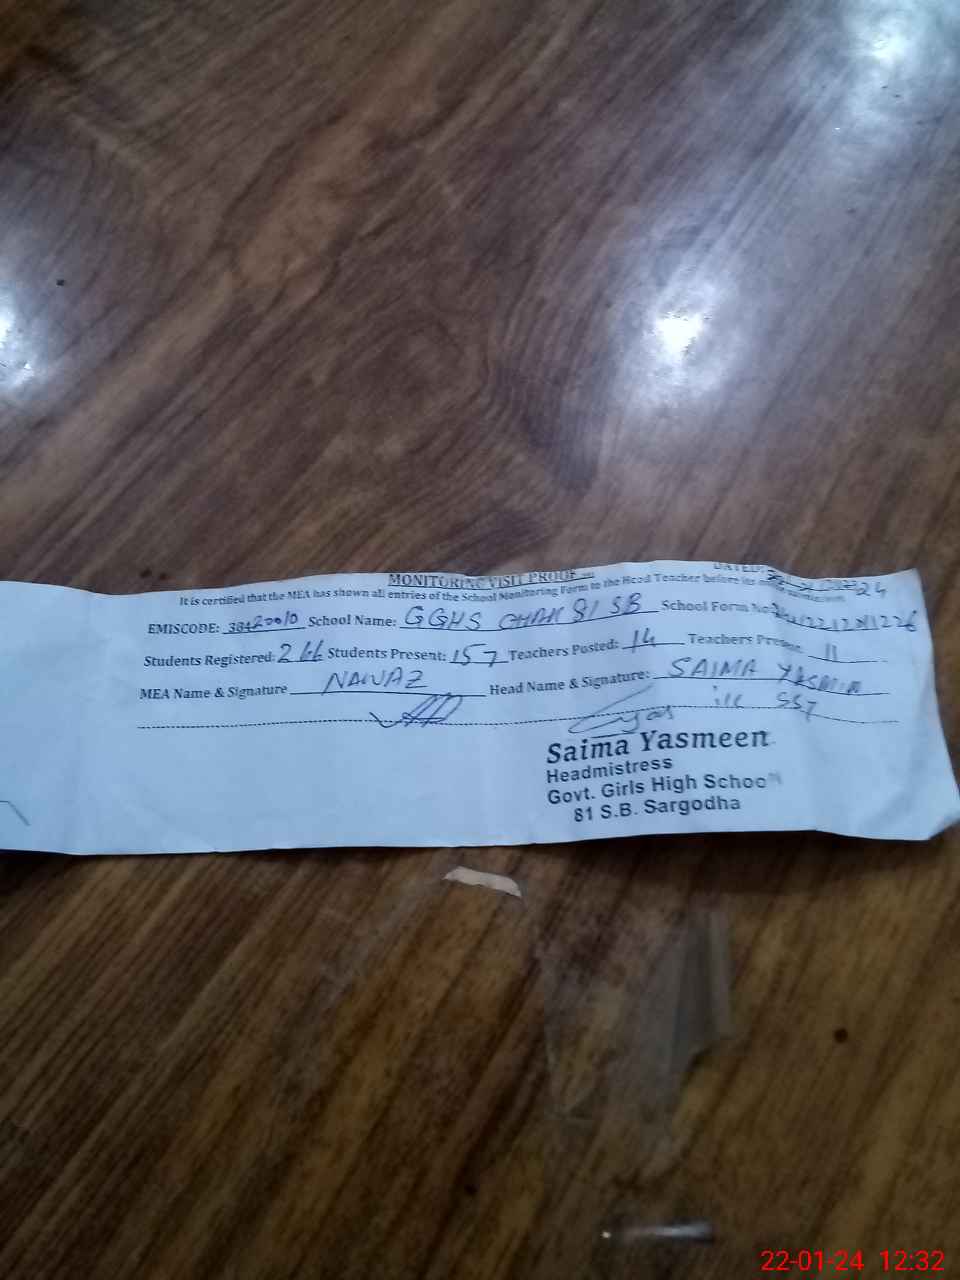 MONITORING VISIT PROOF
DATED:
It is certified that the MEA has shown all entries of the School Monitoring Form to the Head Teacher before its
EMISCODE: 38420010 School Name: GGHS CHAK 81 SB School Form No:
Students Registered: 266 Students Present: 157 Teachers Posted: 14 Teachers Present 11
MEA Name & Signature NAWAZ Head Name & Signature: SAIMA YASMIN
i/c SST
Saima Yasmeen
Headmistress
Govt. Girls High School
81 S.B. Sargodha
22-01-24 12:32